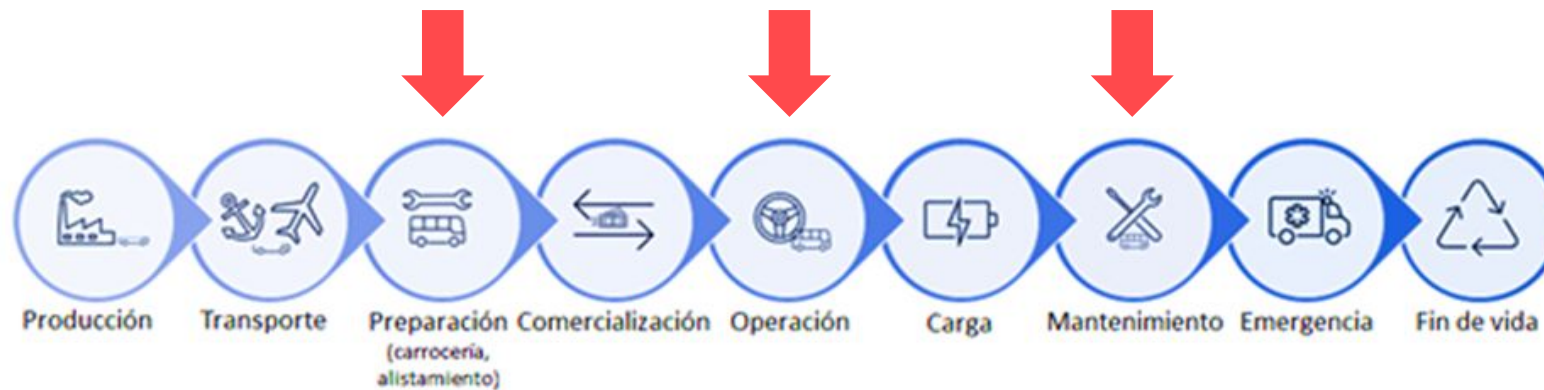 Producción
Transporte
Preparación
(carrocería,
alistamiento)
Comercialización
Operación
Carga
Mantenimiento
Emergencia
Fin de vida